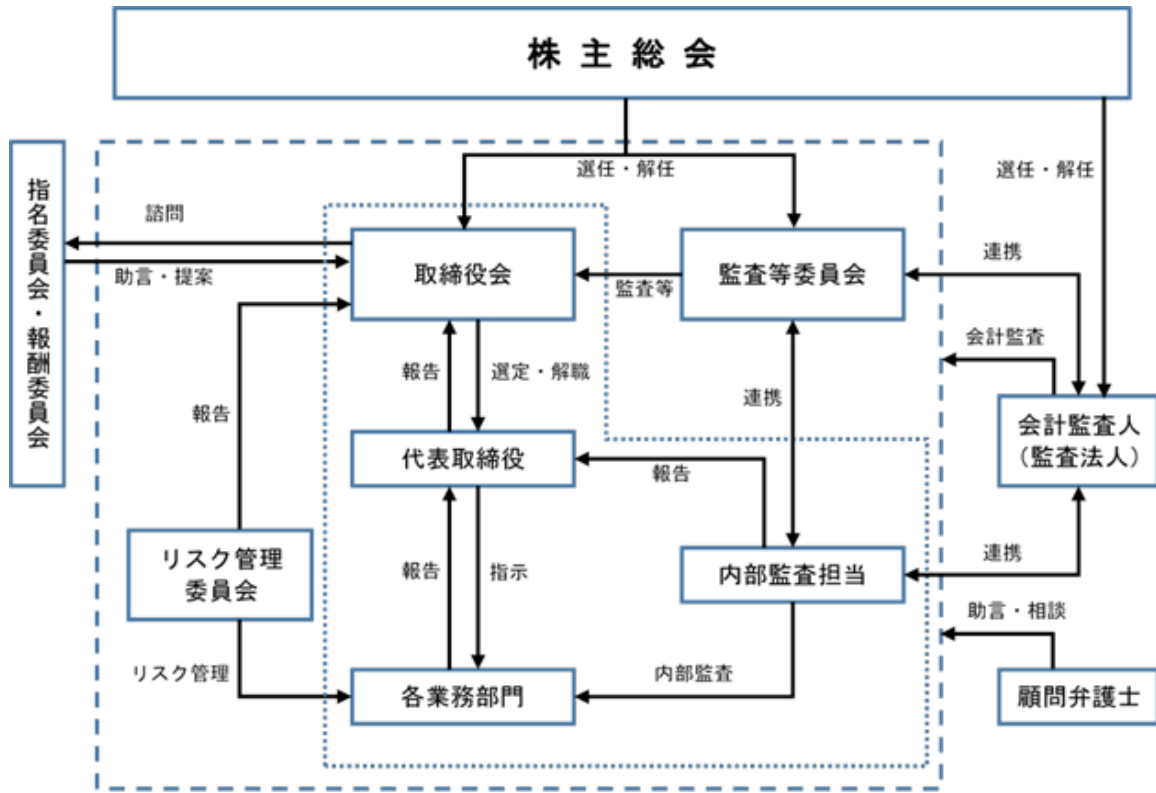 株主総会
選任・解任
選任・解任
指名委員会・報酬委員会
諮問
助言・提案
取締役会
監査等
監査等委員会
連携
会計監査
報告
報告
選定・解職
連携
代表取締役
報告
会計監査人
（監査法人）
リスク管理
委員会
報告
指示
内部監査担当
連携
助言・相談
リスク管理
各業務部門
内部監査
顧問弁護士